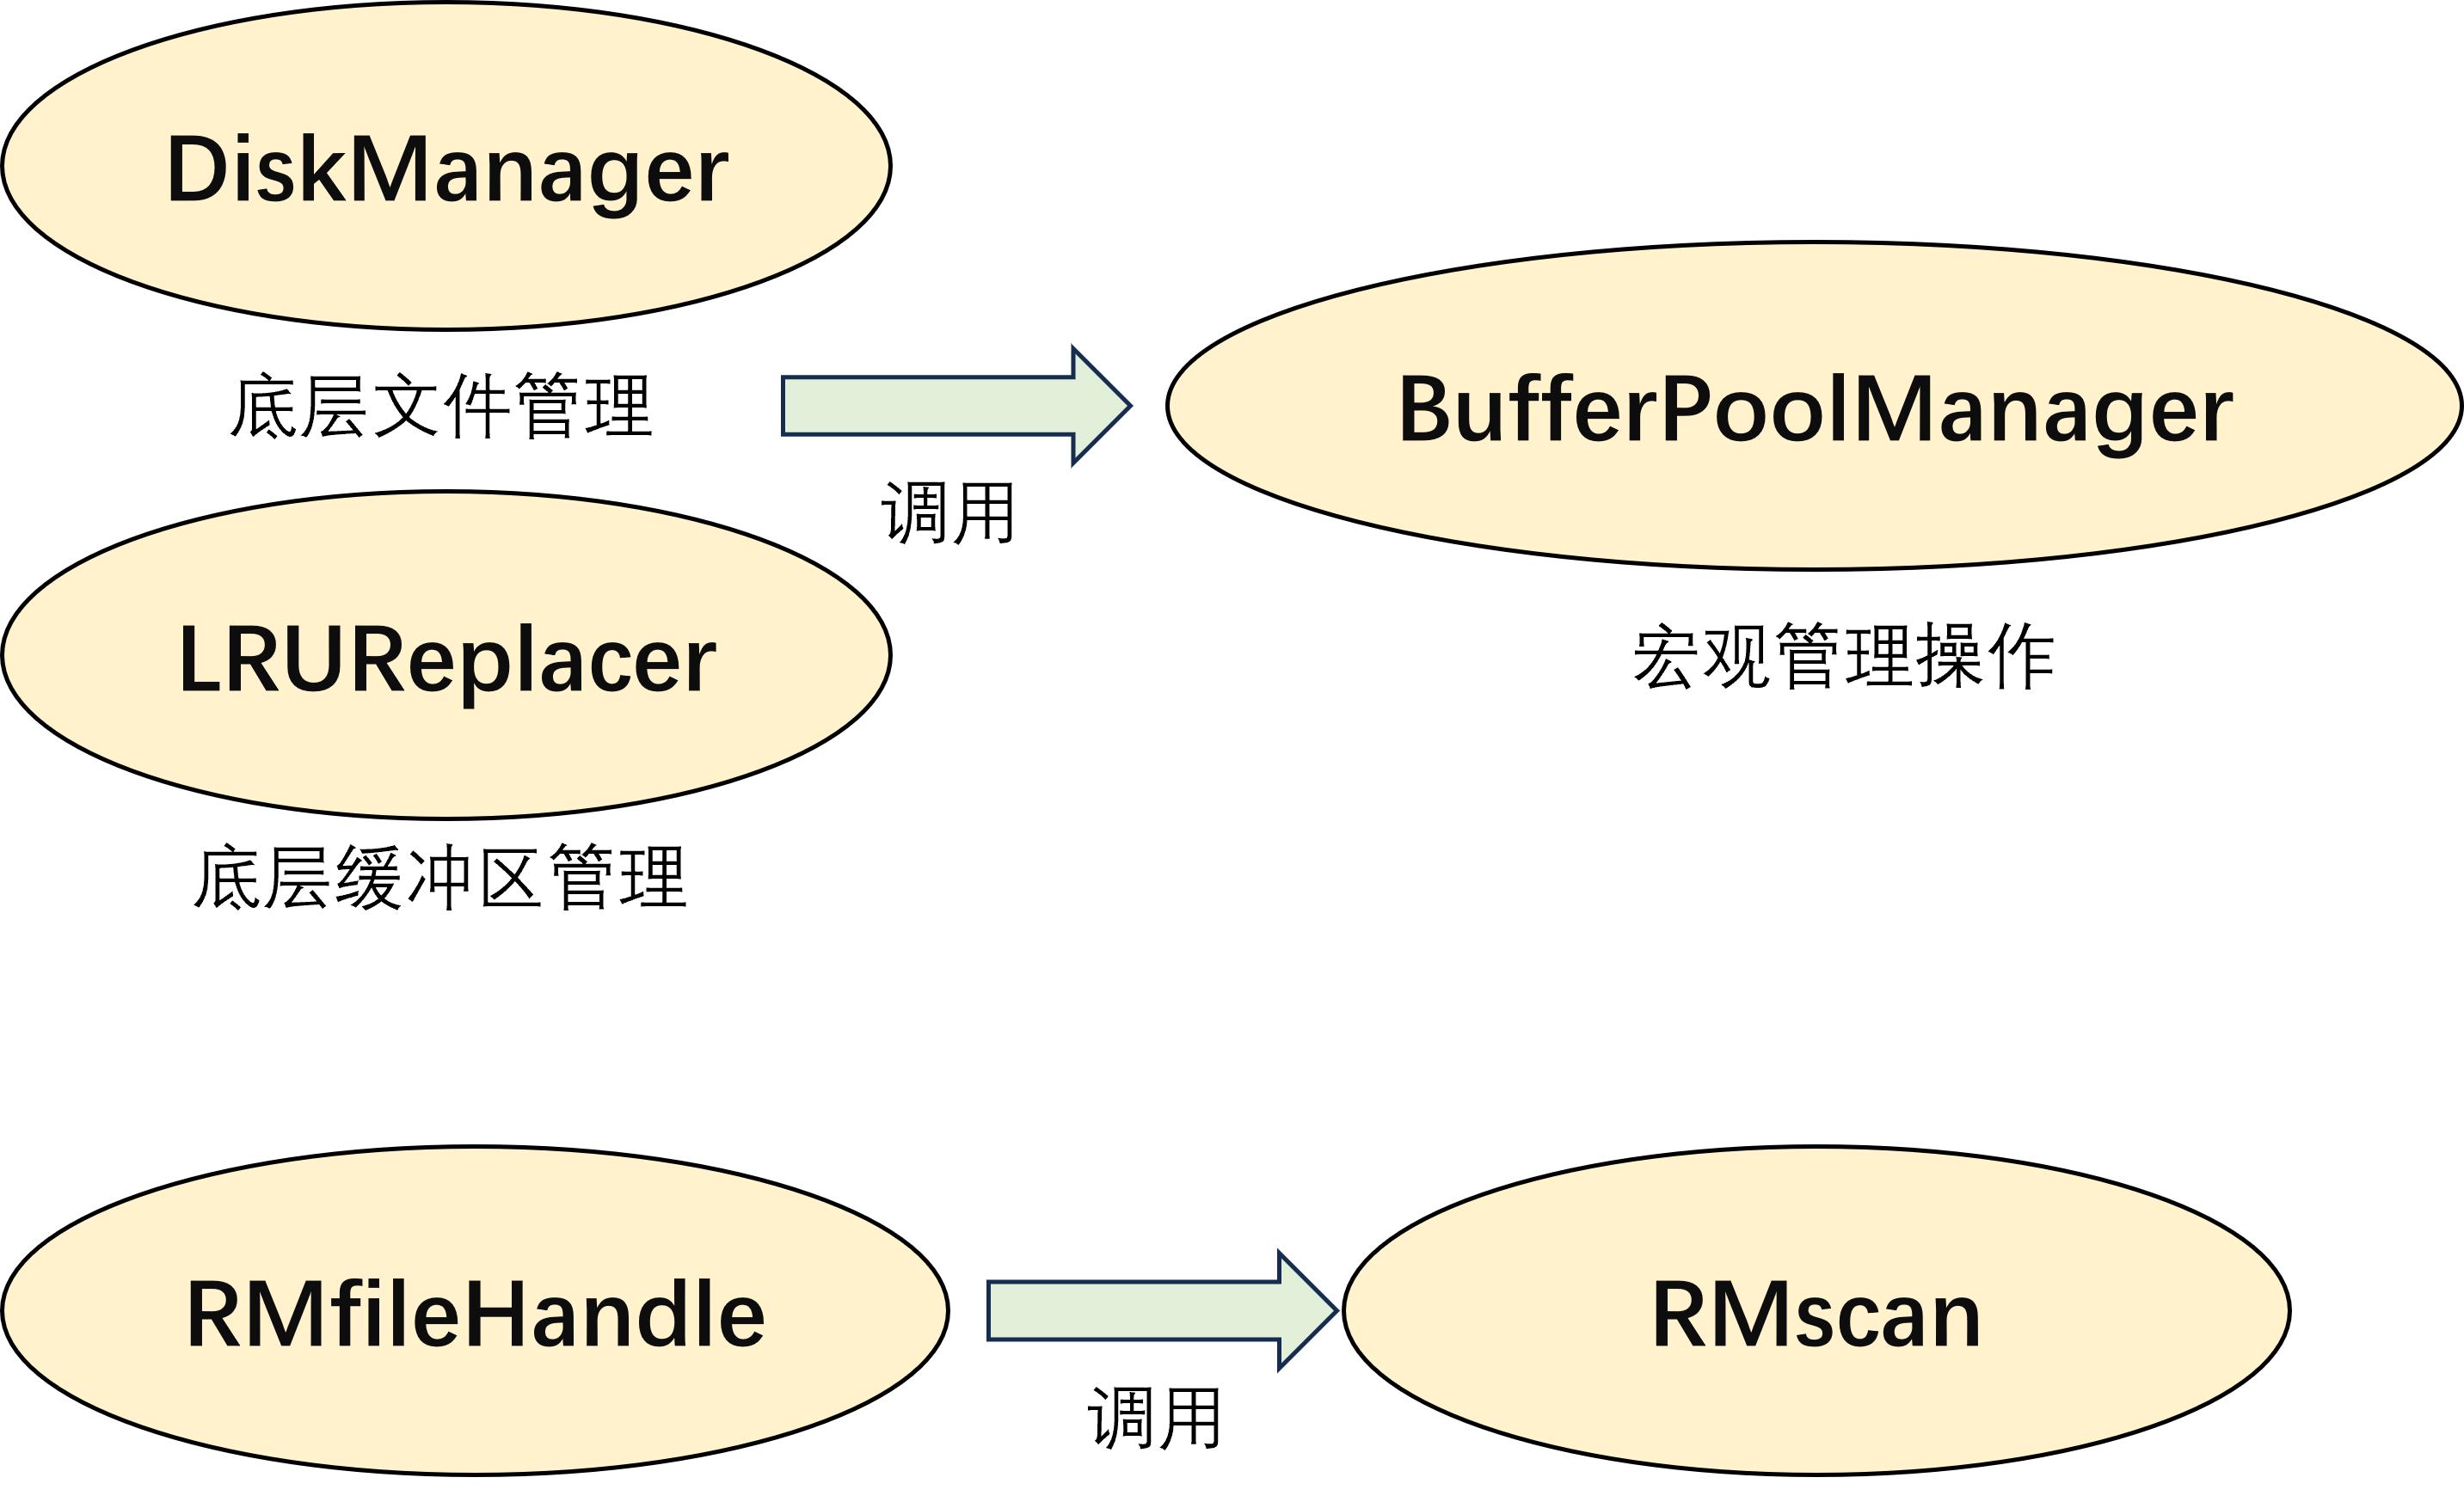 DiskManager
底层文件管理
调用
BufferPoolManager
宏观管理操作
LRUReplacer
底层缓冲区管理
RMfileHandle
调用
RMscan